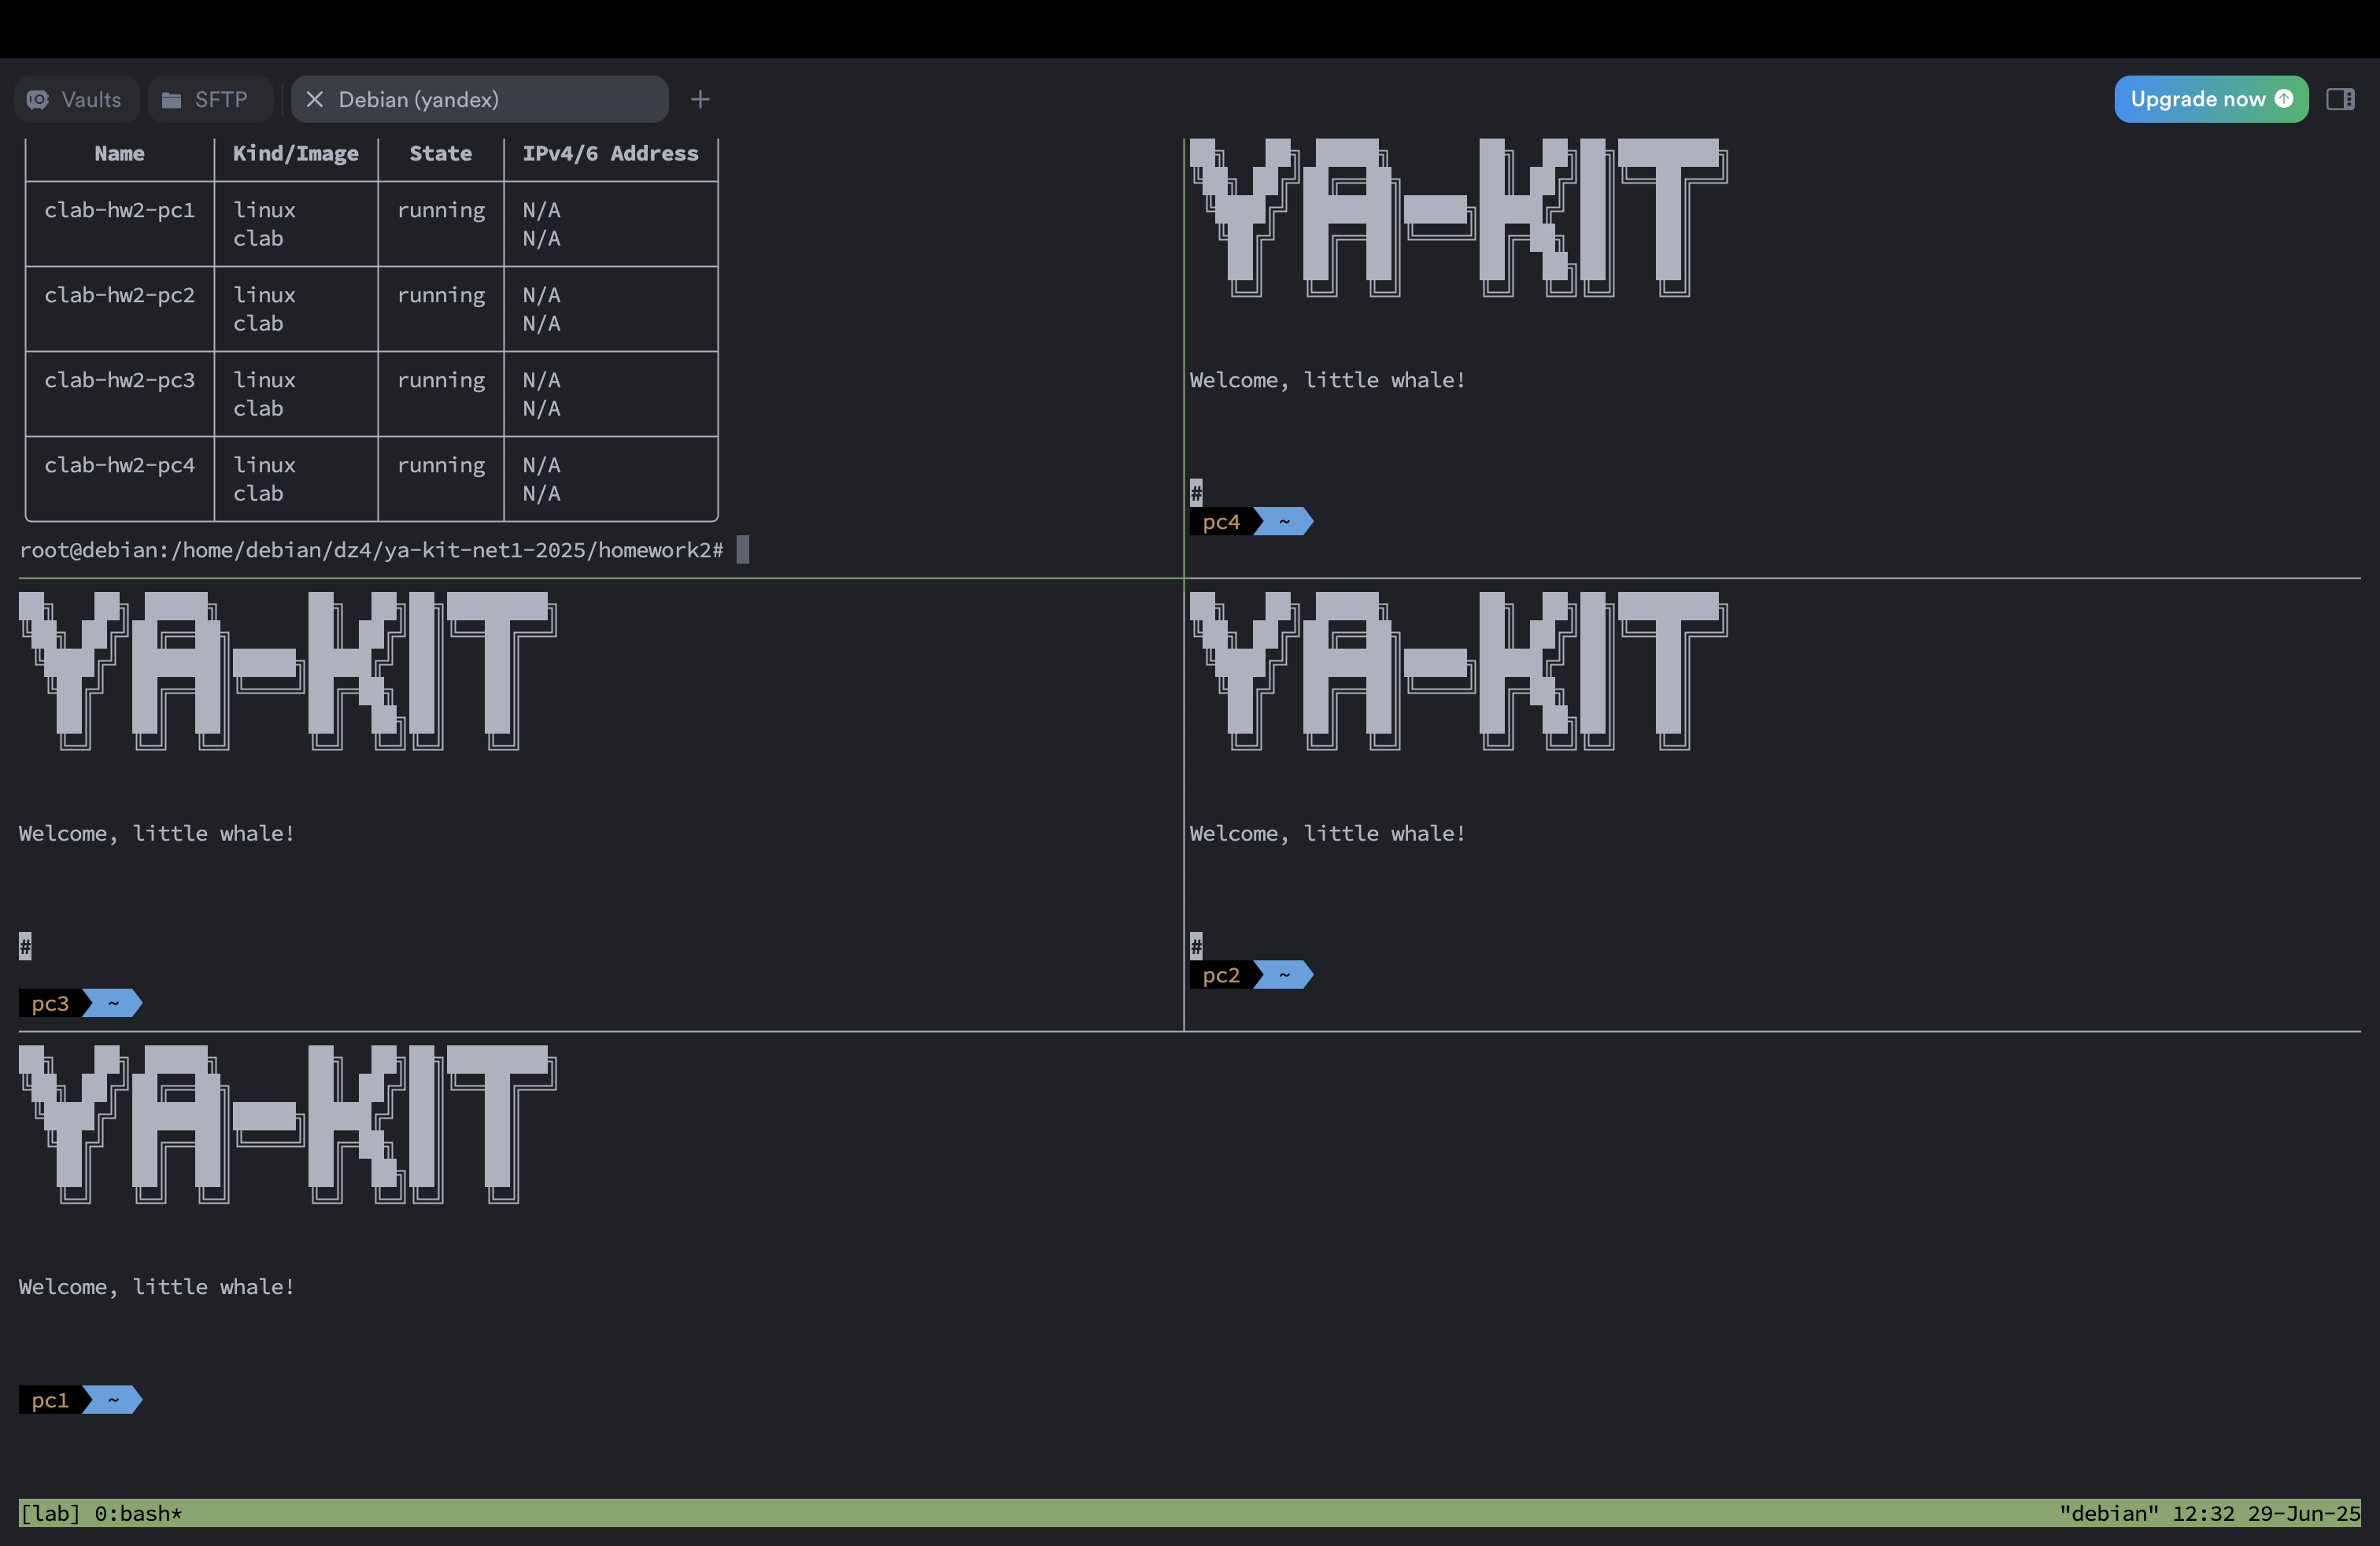 Vaults SFTP Debian (yandex) Upgrade now
Name Kind/Image State IPv4/6 Address
clab-hw2-pc1 linux running N/A
clab N/A
clab-hw2-pc2 linux running N/A
clab N/A
clab-hw2-pc3 linux running N/A
clab N/A
clab-hw2-pc4 linux running N/A
clab N/A
root@debian:/home/debian/dz4/ya-kit-net1-2025/homework2#
YA-KIT
Welcome, little whale!
#
pc4 ~
YA-KIT
Welcome, little whale!
#
pc3 ~
YA-KIT
Welcome, little whale!
#
pc2 ~
YA-KIT
Welcome, little whale!
pc1 ~
[lab] 0:bash* "debian" 12:32 29-Jun-25